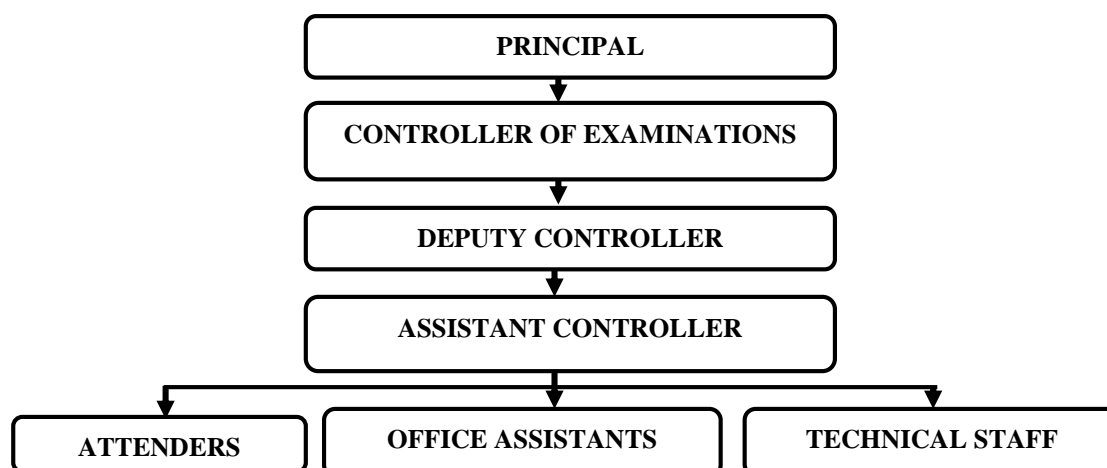 PRINCIPAL
CONTROLLER OF EXAMINATIONS
DEPUTY CONTROLLER
ASSISTANT CONTROLLER
ATTENDERS
OFFICE ASSISTANTS
TECHNICAL STAFF